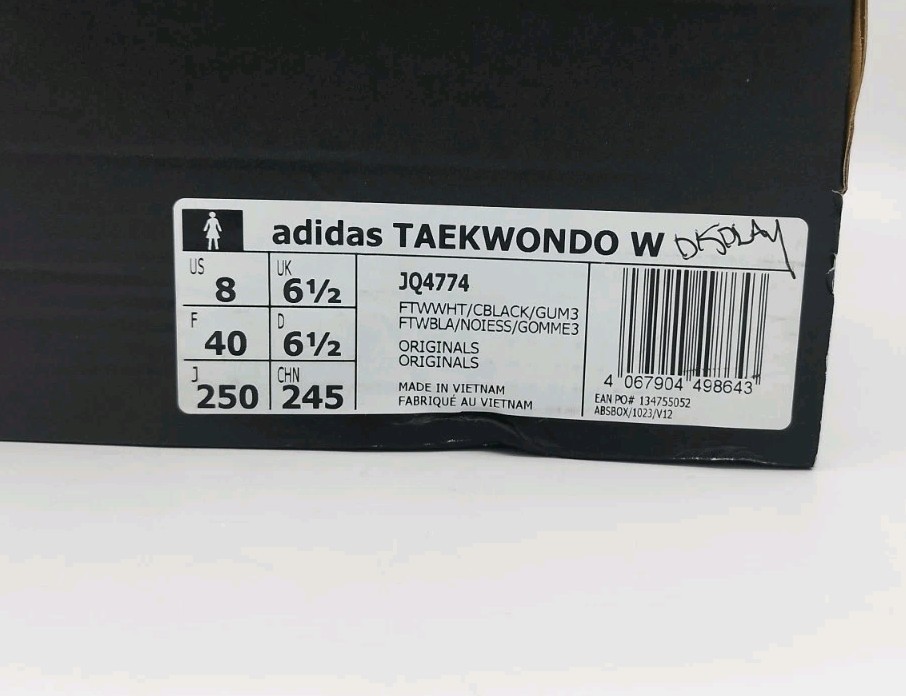 adidas TAEKWONDO W DISPLAY
US 8 UK 6½
F 40 D 6½
J 250 CHN 245
JQ4774
FTWWHT/CBLACK/GUM3
FTWBLA/NOIESS/GOMME3
ORIGINALS
ORIGINALS
MADE IN VIETNAM
FABRIQUÉ AU VIETNAM
4 067904 498643
EAN PO# 134755052
ABSBOX/1023/V12